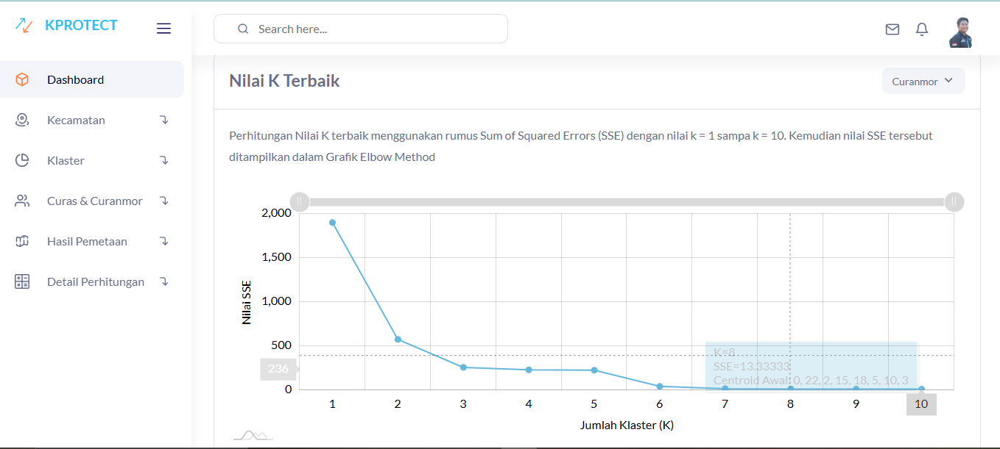 KPROTECT
Search here...
Dashboard
Kecamatan
Klaster
Curas & Curanmor
Hasil Pemetaan
Detail Perhitungan
Nilai K Terbaik
Curanmor
Perhitungan Nilai K terbaik menggunakan rumus Sum of Squared Errors (SSE) dengan nilai k = 1 sampa k = 10. Kemudian nilai SSE tersebut
ditampilkan dalam Grafik Elbow Method
2,000
1,500
1,000
500
236
0
Nilai SSE
K=8
SSE=13.33333
Centroid Awal: 0, 22, 2, 15, 18, 5, 10, 3
1 2 3 4 5 6 7 8 9 10
Jumlah Klaster (K)